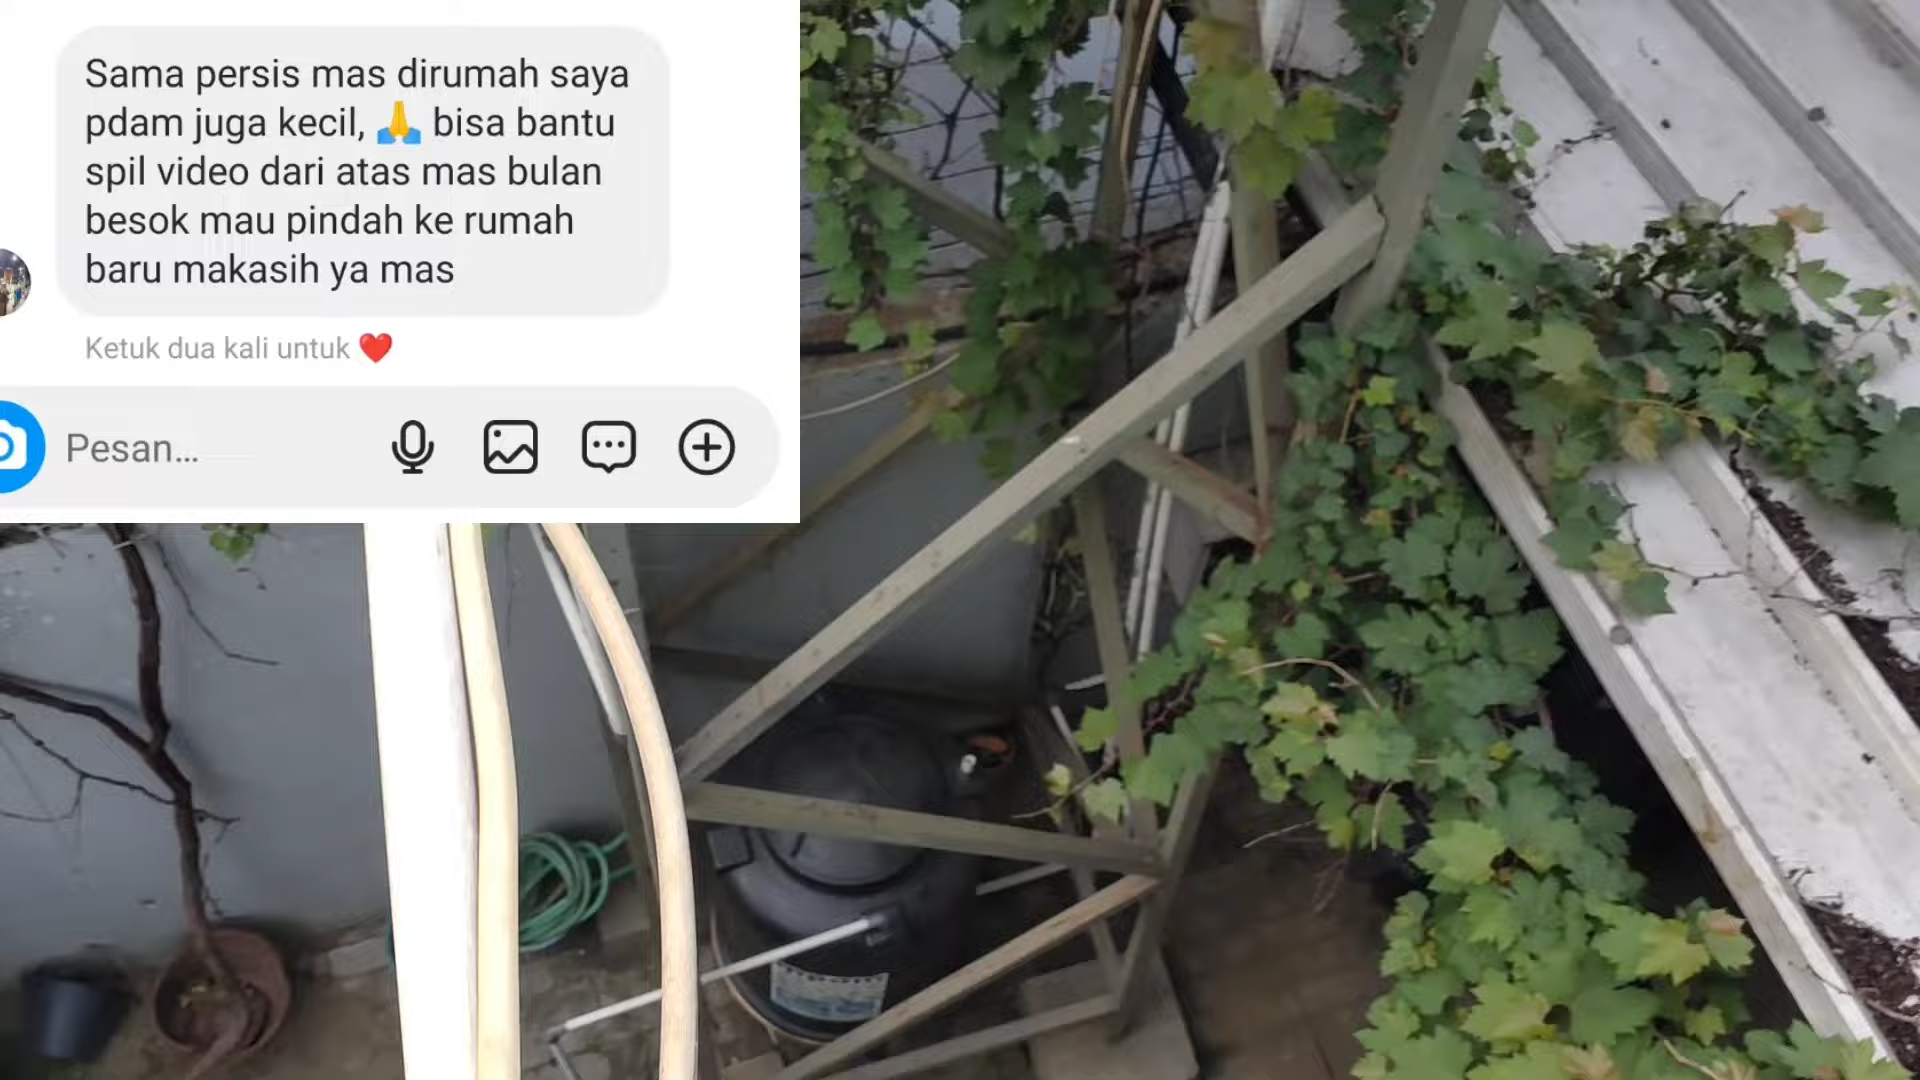 Sama persis mas dirumah saya
pdam juga kecil, 🙏 bisa bantu
spil video dari atas mas bulan
besok mau pindah ke rumah
baru makasih ya mas
Ketuk dua kali untuk ❤️
Pesan...